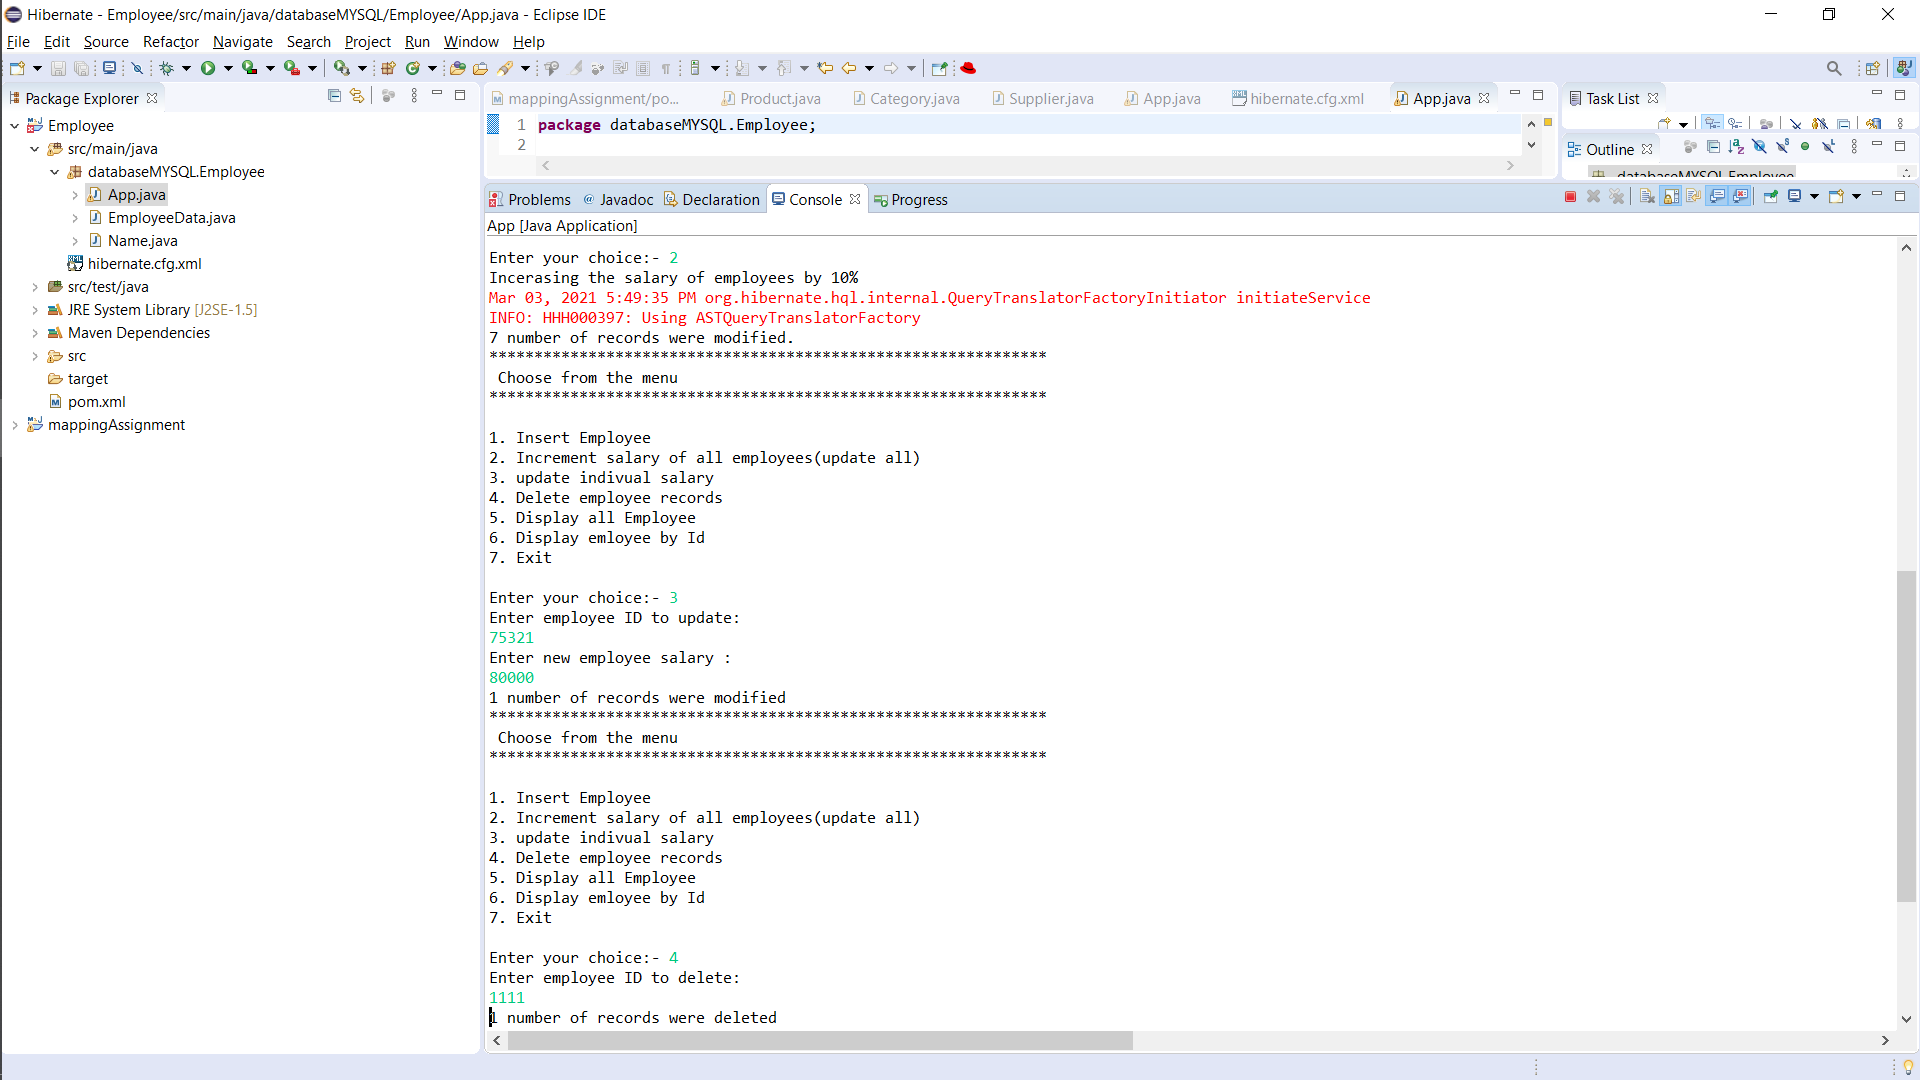 Hibernate - Employee/src/main/java/databaseMYSQL/Employee/App.java - Eclipse IDE
File Edit Source Refactor Navigate Search Project Run Window Help
Package Explorer
Employee
src/main/java
databaseMYSQL.Employee
App.java
EmployeeData.java
Name.java
hibernate.cfg.xml
src/test/java
JRE System Library [J2SE-1.5]
Maven Dependencies
src
target
pom.xml
mappingAssignment
mappingAssignment/po... Product.java Category.java Supplier.java App.java hibernate.cfg.xml App.java
1 package databaseMYSQL.Employee;
2
Task List
Outline
databaseMYSQL.Employee
Problems Javadoc Declaration Console Progress
App [Java Application]
Enter your choice:- 2
Incerasing the salary of employees by 10%
Mar 03, 2021 5:49:35 PM org.hibernate.hql.internal.QueryTranslatorFactoryInitiator initiateService
INFO: HHH000397: Using ASTQueryTranslatorFactory
7 number of records were modified.
**************************************************************
Choose from the menu
**************************************************************
1. Insert Employee
2. Increment salary of all employees(update all)
3. update indivual salary
4. Delete employee records
5. Display all Employee
6. Display emloyee by Id
7. Exit
Enter your choice:- 3
Enter employee ID to update:
75321
Enter new employee salary :
80000
1 number of records were modified
**************************************************************
Choose from the menu
**************************************************************
1. Insert Employee
2. Increment salary of all employees(update all)
3. update indivual salary
4. Delete employee records
5. Display all Employee
6. Display emloyee by Id
7. Exit
Enter your choice:- 4
Enter employee ID to delete:
1111
1 number of records were deleted